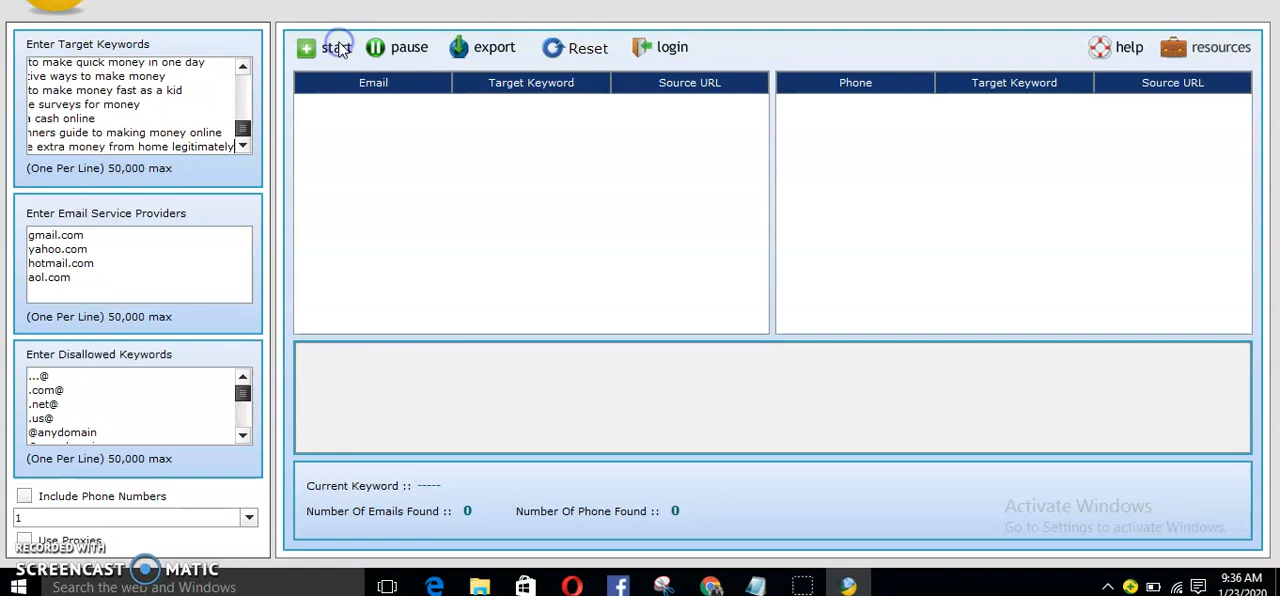 Enter Target Keywords
to make quick money in one day
ive ways to make money
to make money fast as a kid
e surveys for money
a cash online
nners guide to making money online
e extra money from home legitimately
(One Per Line) 50,000 max
Enter Email Service Providers
gmail.com
yahoo.com
hotmail.com
aol.com
(One Per Line) 50,000 max
Enter Disallowed Keywords
...@
.com@
.net@
.us@
@anydomain
(One Per Line) 50,000 max
Include Phone Numbers
1
Use Proxies
RECORDED WITH
SCREENCAST MATIC
start pause export Reset login help resources
Email Target Keyword Source URL Phone Target Keyword Source URL
Current Keyword :: -----
Number Of Emails Found :: 0 Number Of Phone Found :: 0
Activate Windows
Go to Settings to activate Windows.
Search the web and Windows
9:36 AM
1/23/2020